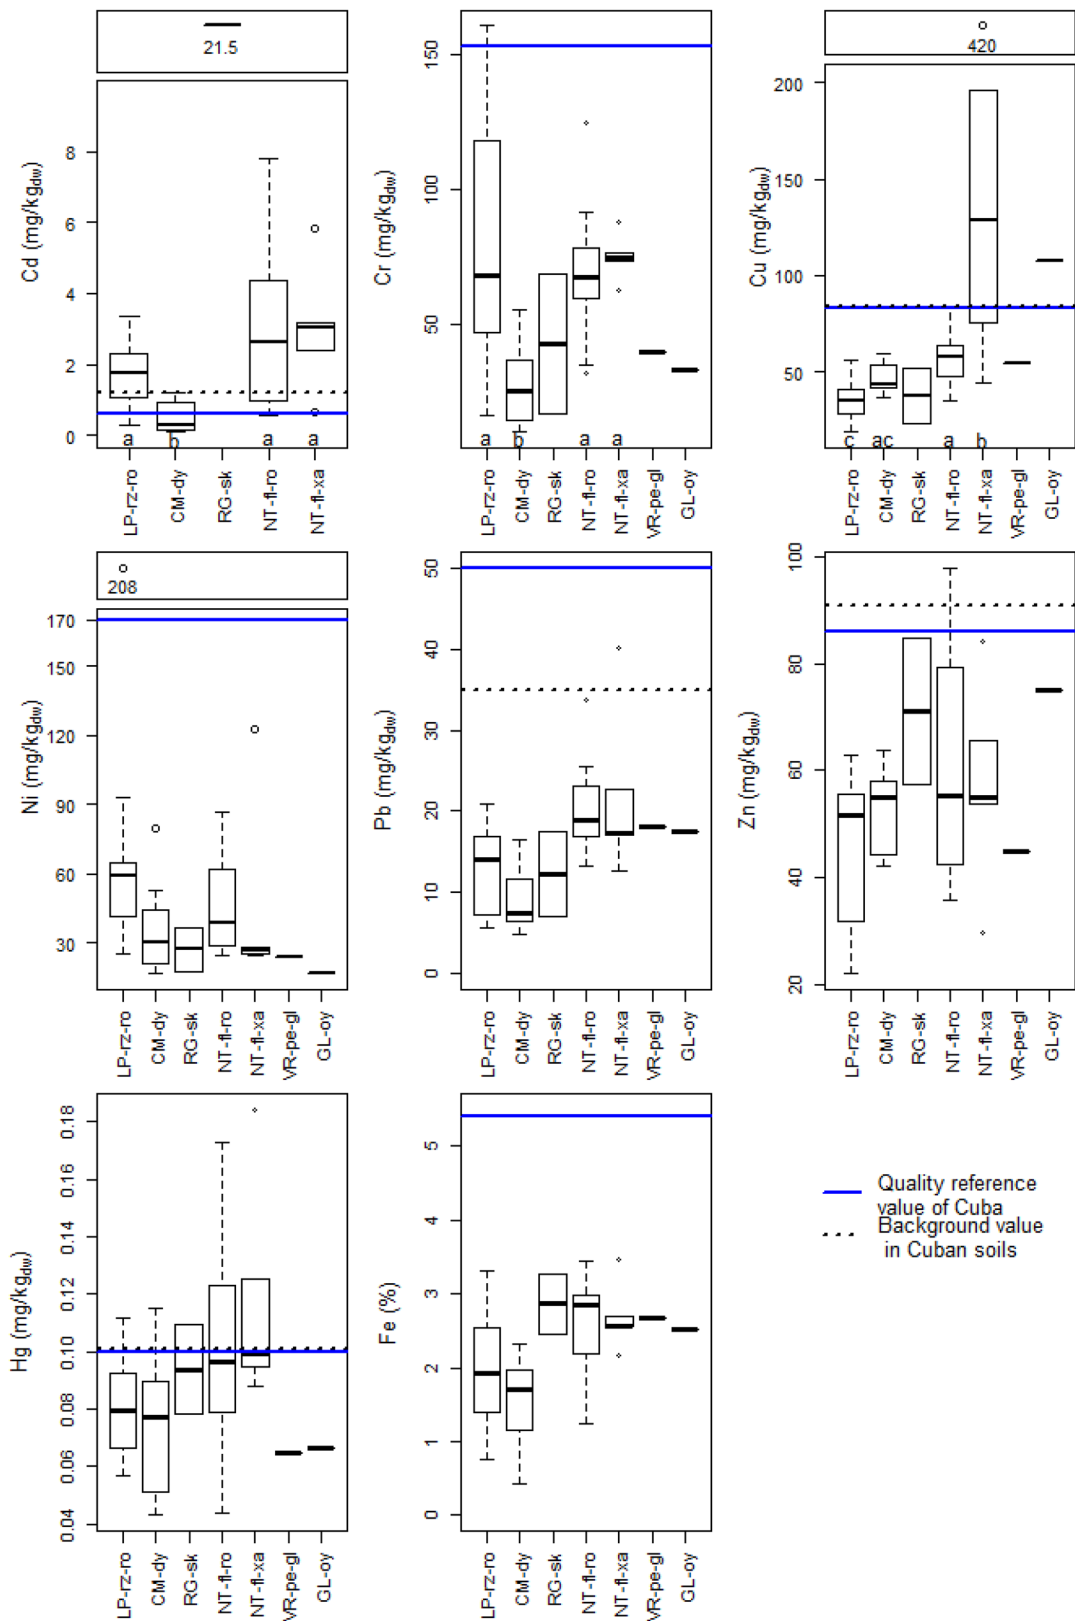 21.5
Cd (mg/kgdw)
8
6
4
2
0
a
b
a
a
LP-rz-ro
CM-dy
RG-sk
NT-fl-ro
NT-fl-xa
Cr (mg/kgdw)
150
100
50
a
b
a
a
LP-rz-ro
CM-dy
RG-sk
NT-fl-ro
NT-fl-xa
VR-pe-gl
GL-oy
420
Cu (mg/kgdw)
200
150
100
50
c
ac
a
b
LP-rz-ro
CM-dy
RG-sk
NT-fl-ro
NT-fl-xa
VR-pe-gl
GL-oy
208
Ni (mg/kgdw)
170
150
120
90
60
30
LP-rz-ro
CM-dy
RG-sk
NT-fl-ro
NT-fl-xa
VR-pe-gl
GL-oy
Pb (mg/kgdw)
50
40
30
20
10
0
LP-rz-ro
CM-dy
RG-sk
NT-fl-ro
NT-fl-xa
VR-pe-gl
GL-oy
Zn (mg/kgdw)
100
80
60
40
20
LP-rz-ro
CM-dy
RG-sk
NT-fl-ro
NT-fl-xa
VR-pe-gl
GL-oy
Hg (mg/kgdw)
0.18
0.16
0.14
0.12
0.10
0.08
0.06
0.04
LP-rz-ro
CM-dy
RG-sk
NT-fl-ro
NT-fl-xa
VR-pe-gl
GL-oy
Fe (%)
5
4
3
2
1
0
LP-rz-ro
CM-dy
RG-sk
NT-fl-ro
NT-fl-xa
VR-pe-gl
GL-oy
Quality reference
value of Cuba
Background value
in Cuban soils